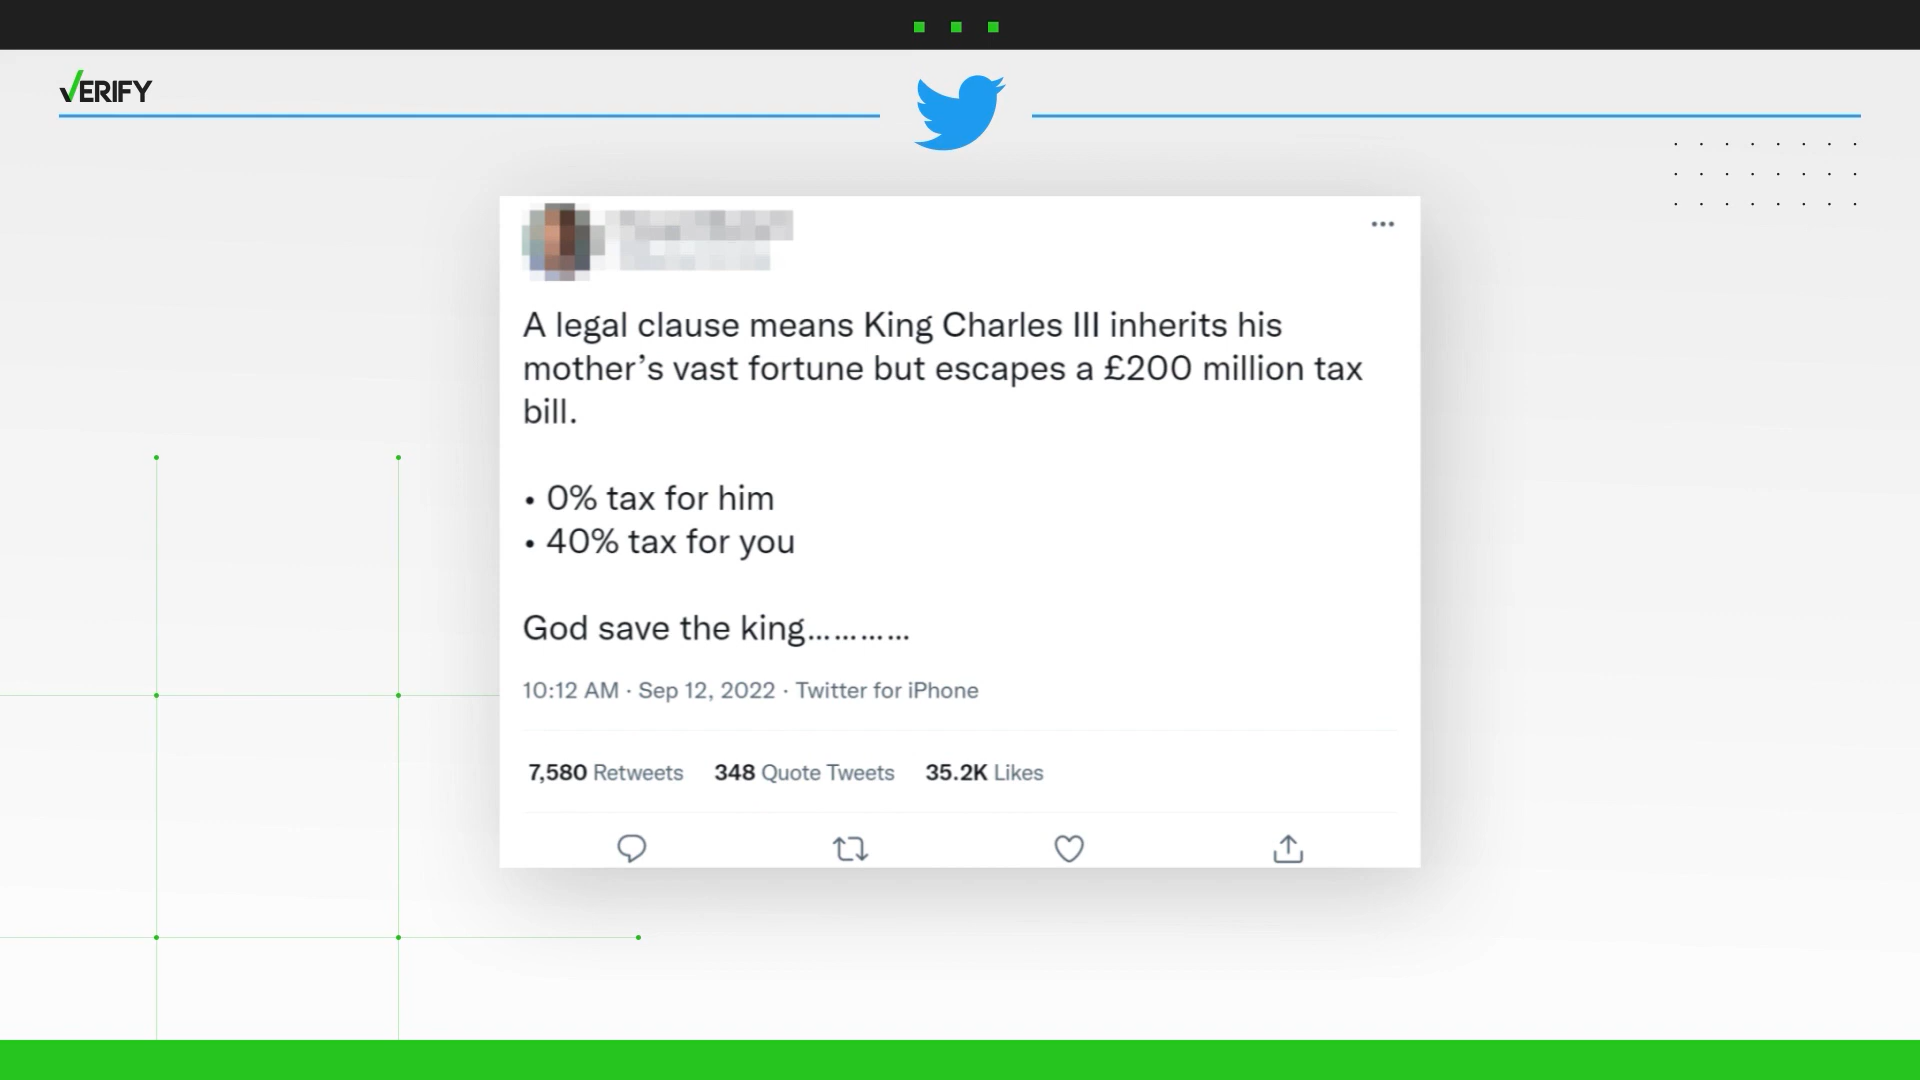 VERIFY
A legal clause means King Charles III inherits his
mother’s vast fortune but escapes a £200 million tax
bill.
• 0% tax for him
• 40% tax for you
God save the king…………
10:12 AM · Sep 12, 2022 · Twitter for iPhone
7,580 Retweets 348 Quote Tweets 35.2K Likes